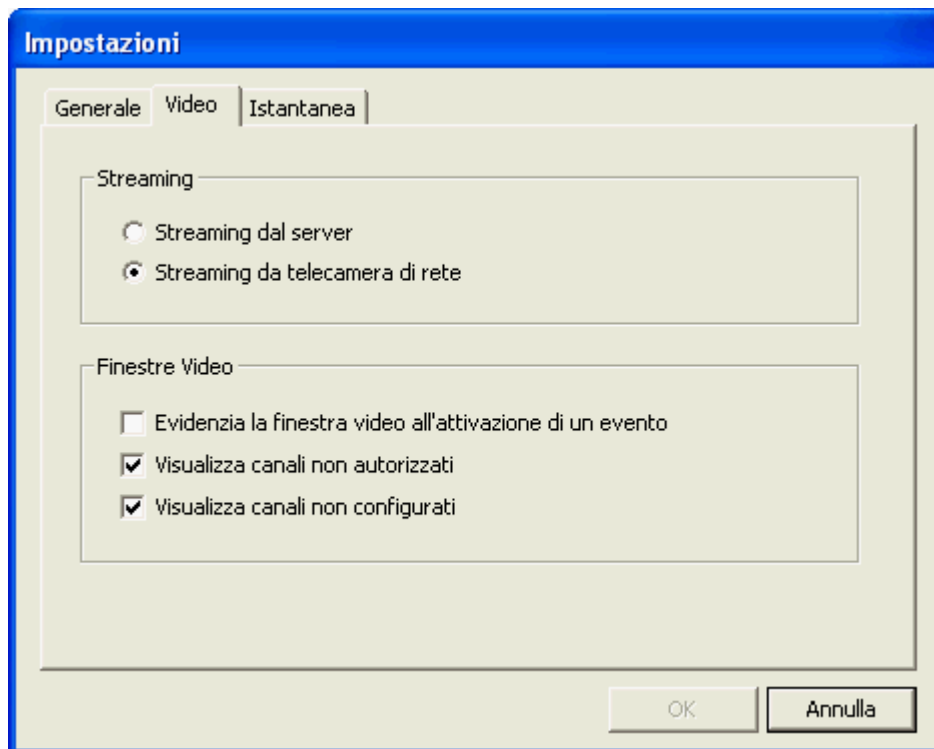 Impostazioni
Generale Video Istantanea
Streaming
Streaming dal server
Streaming da telecamera di rete
Finestre Video
Evidenzia la finestra video all'attivazione di un evento
Visualizza canali non autorizzati
Visualizza canali non configurati
OK Annulla